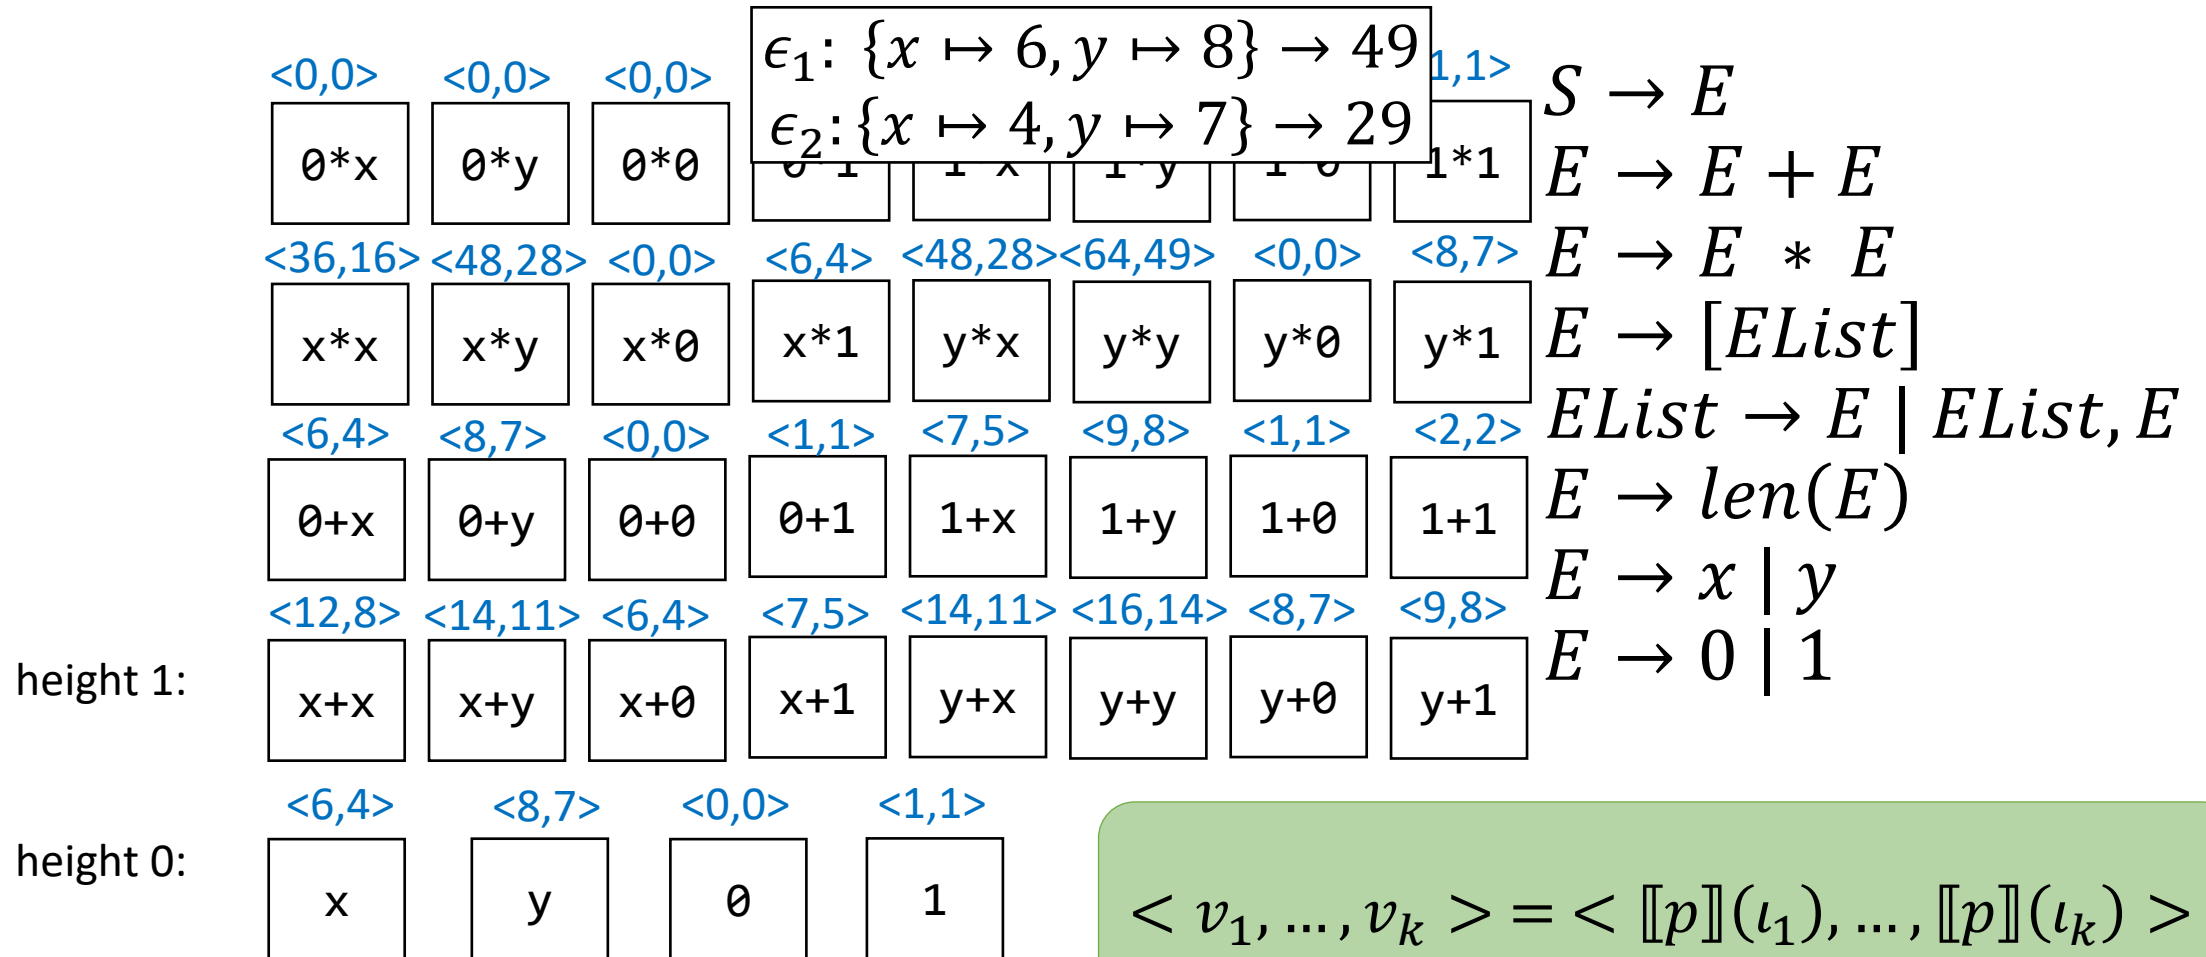 ϵ₁: {x ↦ 6, y ↦ 8} → 49
ϵ₂: {x ↦ 4, y ↦ 7} → 29
<0,0> <0,0> <0,0> 1,1>
0*x 0*y 0*0 1*1
<36,16> <48,28> <0,0> <6,4> <48,28> <64,49> <0,0> <8,7>
x*x x*y x*0 x*1 y*x y*y y*0 y*1
<6,4> <8,7> <0,0> <1,1> <7,5> <9,8> <1,1> <2,2>
0+x 0+y 0+0 0+1 1+x 1+y 1+0 1+1
<12,8> <14,11> <6,4> <7,5> <14,11> <16,14> <8,7> <9,8>
height 1: x+x x+y x+0 x+1 y+x y+y y+0 y+1
<6,4> <8,7> <0,0> <1,1>
height 0: x y 0 1
S → E
E → E + E
E → E * E
E → [EList]
EList → E | EList, E
E → len(E)
E → x | y
E → 0 | 1
< v₁, … , vₖ > = < ⟦p⟧(ι₁), … , ⟦p⟧(ιₖ) >